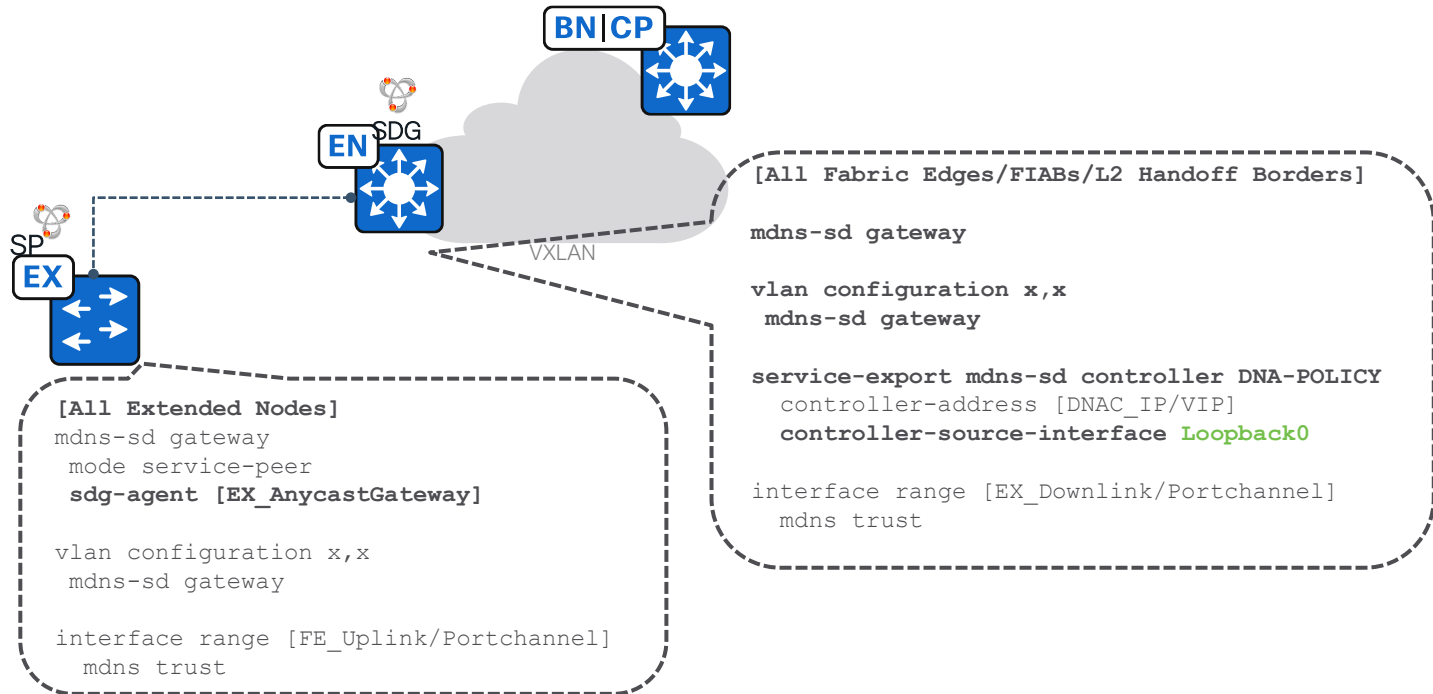 BN|CP
SDG
EN
SP
EX
VXLAN
[All Fabric Edges/FIABs/L2 Handoff Borders]
mdns-sd gateway
vlan configuration x,x
mdns-sd gateway
service-export mdns-sd controller DNA-POLICY
controller-address [DNAC_IP/VIP]
controller-source-interface Loopback0
interface range [EX_Downlink/Portchannel]
mdns trust
[All Extended Nodes]
mdns-sd gateway
mode service-peer
sdg-agent [EX_AnycastGateway]
vlan configuration x,x
mdns-sd gateway
interface range [FE_Uplink/Portchannel]
mdns trust